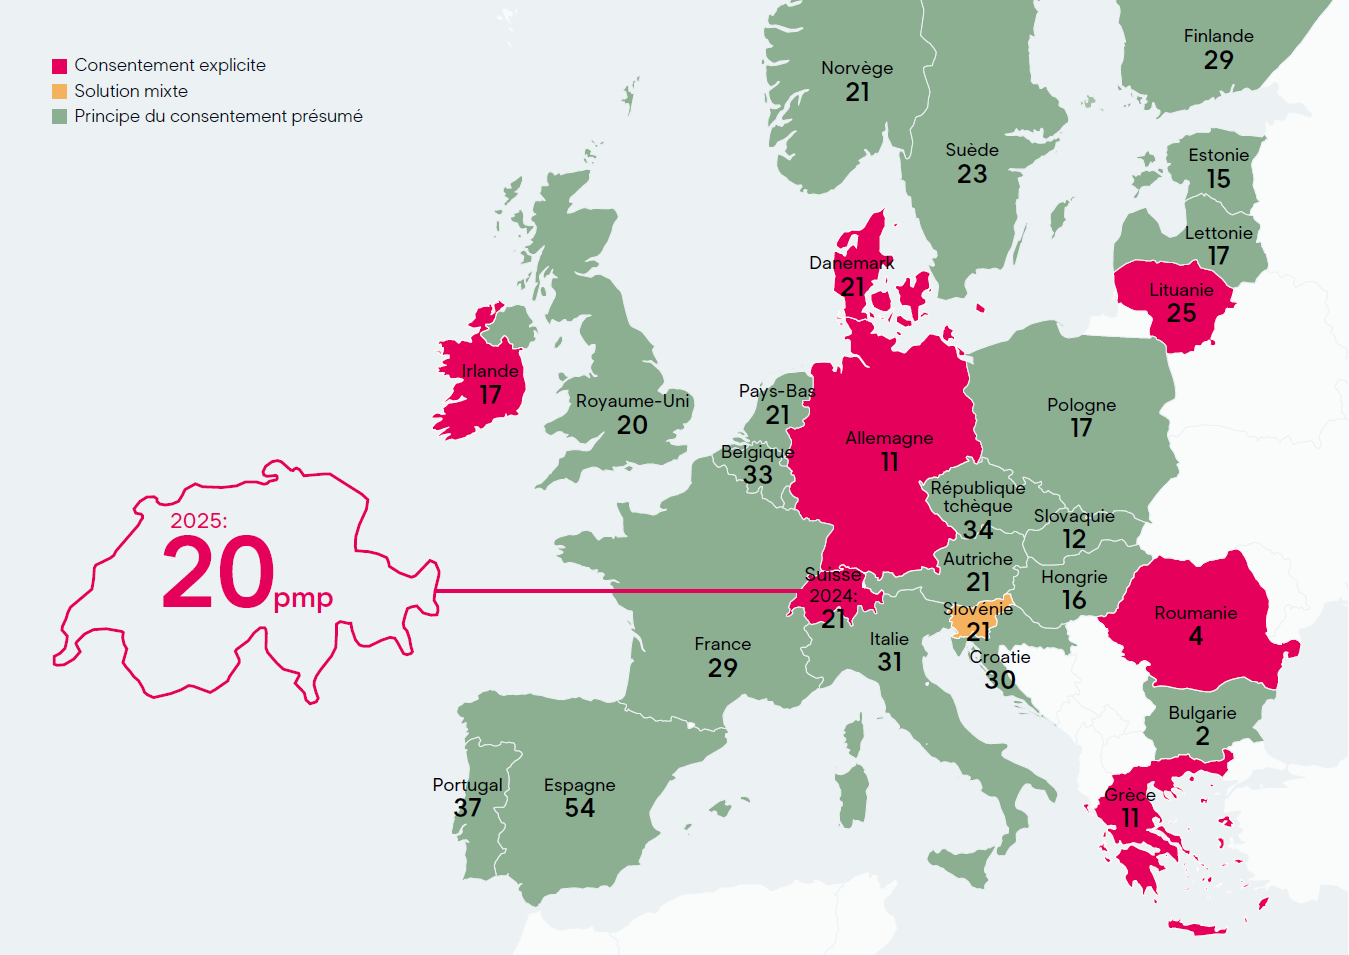 Consentement explicite
Solution mixte
Principe du consentement présumé
Finlande
29
Norvège
21
Suède
23
Estonie
15
Lettonie
17
Danemark
21
Lituanie
25
Irlande
17
Royaume-Uni
20
Pays-Bas
21
Pologne
17
Allemagne
11
Belgique
33
République
tchèque
34
Slovaquie
12
2025:
20pmp
Autriche
21
Suisse
2024:
21
Hongrie
16
Slovénie
21
Roumanie
4
Italie
31
France
29
Croatie
30
Bulgarie
2
Portugal
37
Espagne
54
Grèce
11